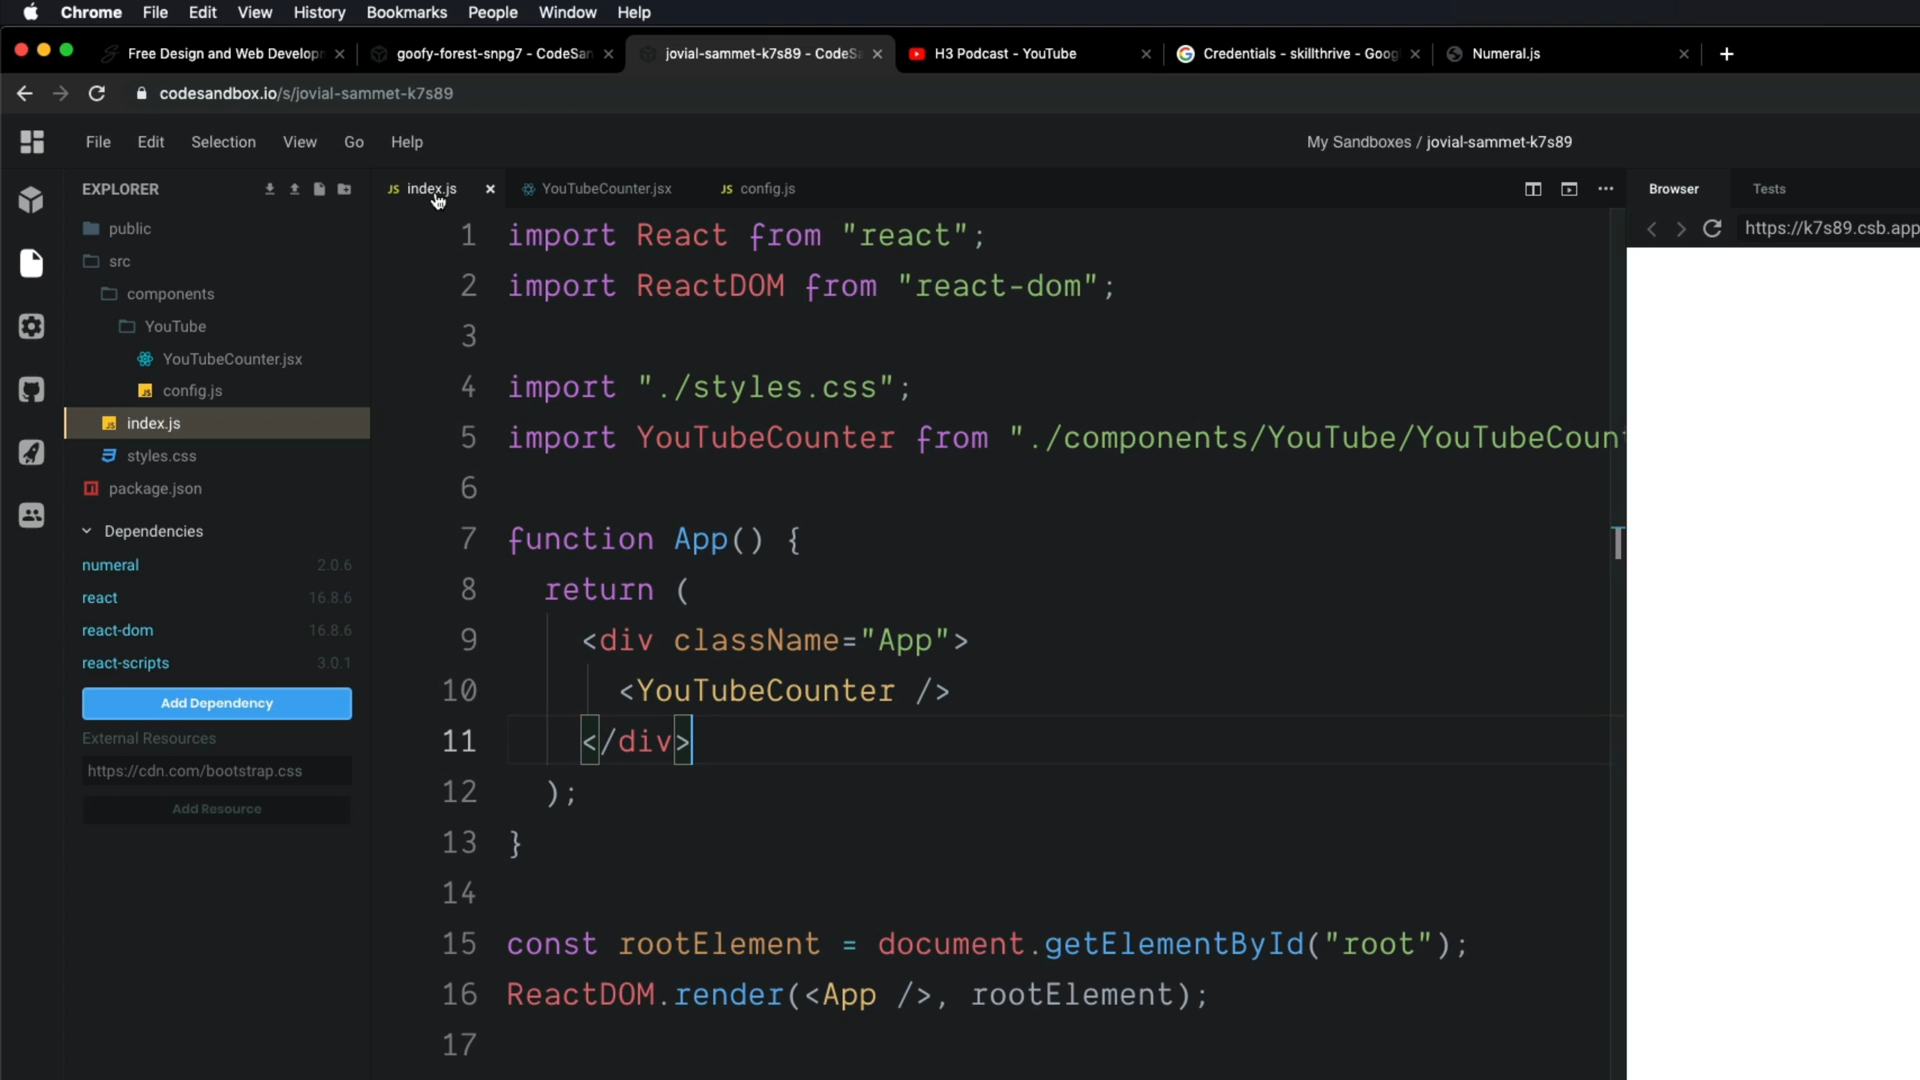 Chrome File Edit View History Bookmarks People Window Help
Free Design and Web Develop
goofy-forest-snpg7 - CodeSan
jovial-sammet-k7s89 - CodeSa
H3 Podcast - YouTube
Credentials - skillthrive - Goog
Numeral.js
codesandbox.io/s/jovial-sammet-k7s89
File Edit Selection View Go Help
My Sandboxes / jovial-sammet-k7s89
EXPLORER
public
src
components
YouTube
YouTubeCounter.jsx
JS config.js
JS index.js
styles.css
package.json
Dependencies
numeral 2.0.6
react 16.8.6
react-dom 16.8.6
react-scripts 3.0.1
Add Dependency
External Resources
https://cdn.com/bootstrap.css
Add Resource
JS index.js
YouTubeCounter.jsx
JS config.js
1 import React from "react";
2 import ReactDOM from "react-dom";
3
4 import "./styles.css";
5 import YouTubeCounter from "./components/YouTube/YouTubeCoun
6
7 function App() {
8 return (
9 <div className="App">
10 <YouTubeCounter />
11 </div>
12 );
13 }
14
15 const rootElement = document.getElementById("root");
16 ReactDOM.render(<App />, rootElement);
17
Browser Tests
https://k7s89.csb.app